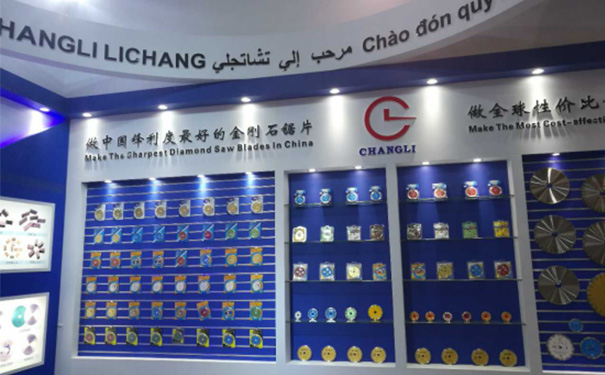 HANGLI LICHANG مرحب إلي تشاتجلي Chào đón quý
做中国锋利度最好的金刚石锯片
Make The Sharpest Diamond Saw Blades In China
CHANGLI
做全球性价比
Make The Most Cost-effecti